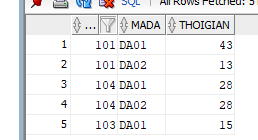 SQL | All Rows Fetched: 5
... MADA THOIGIAN
1 101 DA01 43
2 101 DA02 13
3 104 DA01 28
4 104 DA02 28
5 103 DA01 15